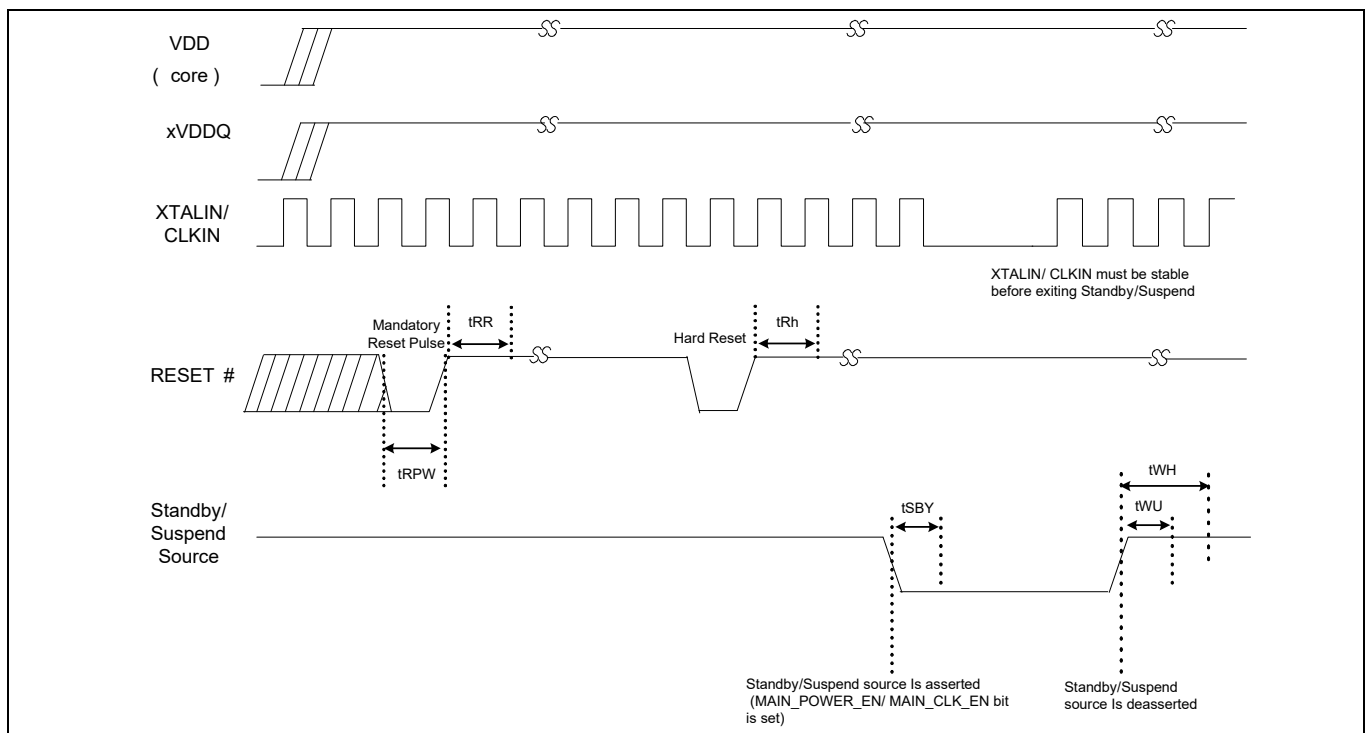 VDD
( core )
xVDDQ
XTALIN/
CLKIN
XTALIN/ CLKIN must be stable
before exiting Standby/Suspend
Mandatory
Reset Pulse
tRR
Hard Reset
tRh
RESET #
tRPW
Standby/
Suspend
Source
tSBY
tWH
tWU
Standby/Suspend source Is asserted
(MAIN_POWER_EN/ MAIN_CLK_EN bit
is set)
Standby/Suspend
source Is deasserted